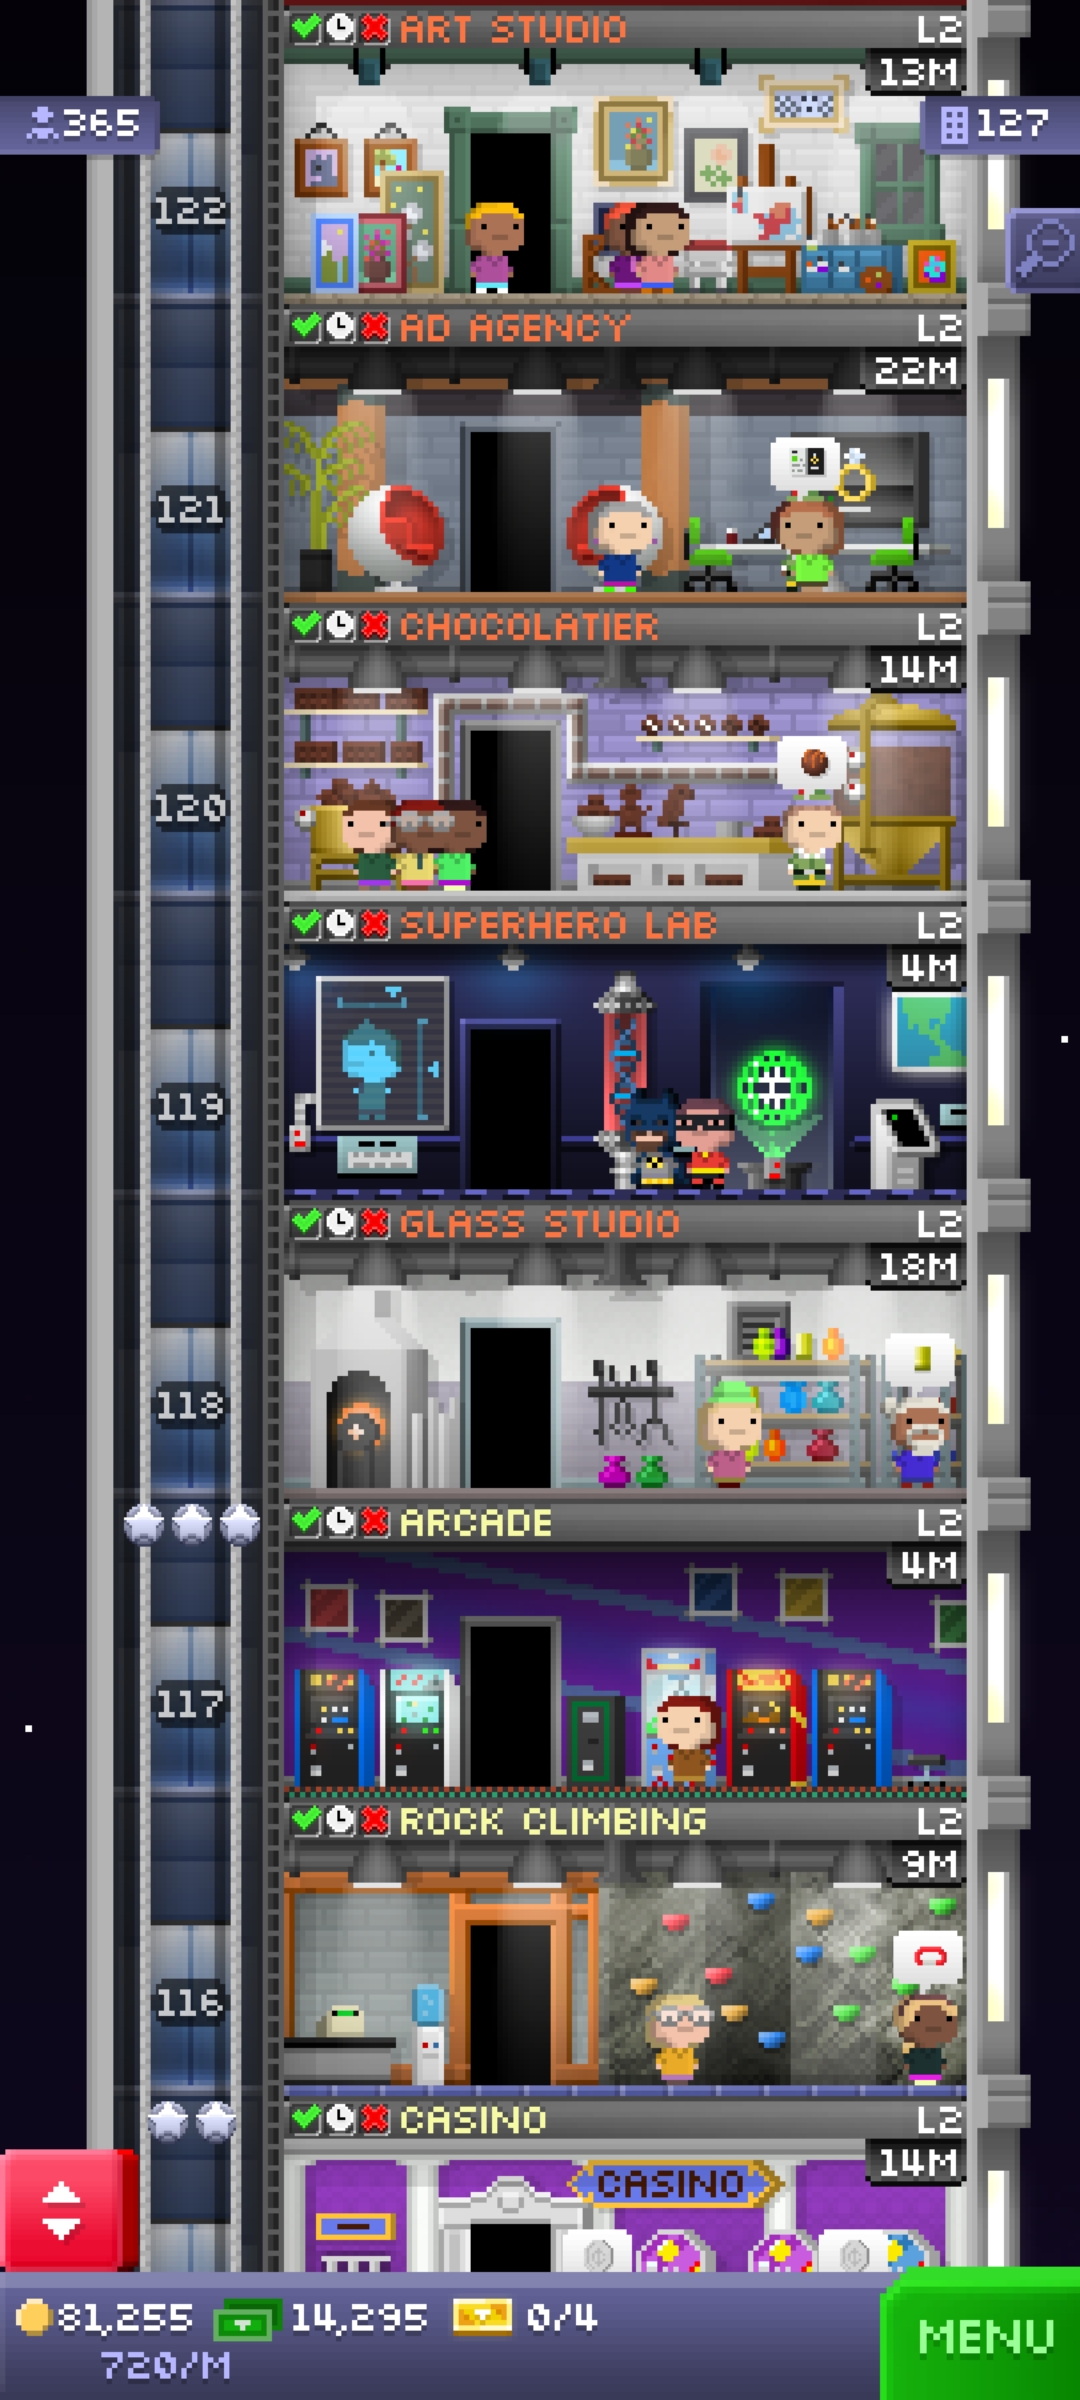 ART STUDIO L2
13M
365
127
122
AD AGENCY L2
22M
121
CHOCOLATIER L2
14M
120
SUPERHERO LAB L2
4M
119
GLASS STUDIO L2
18M
118
ARCADE L2
4M
117
ROCK CLIMBING L2
9M
116
CASINO L2
14M
CASINO
81,255 14,295 0/4
720/M
MENU